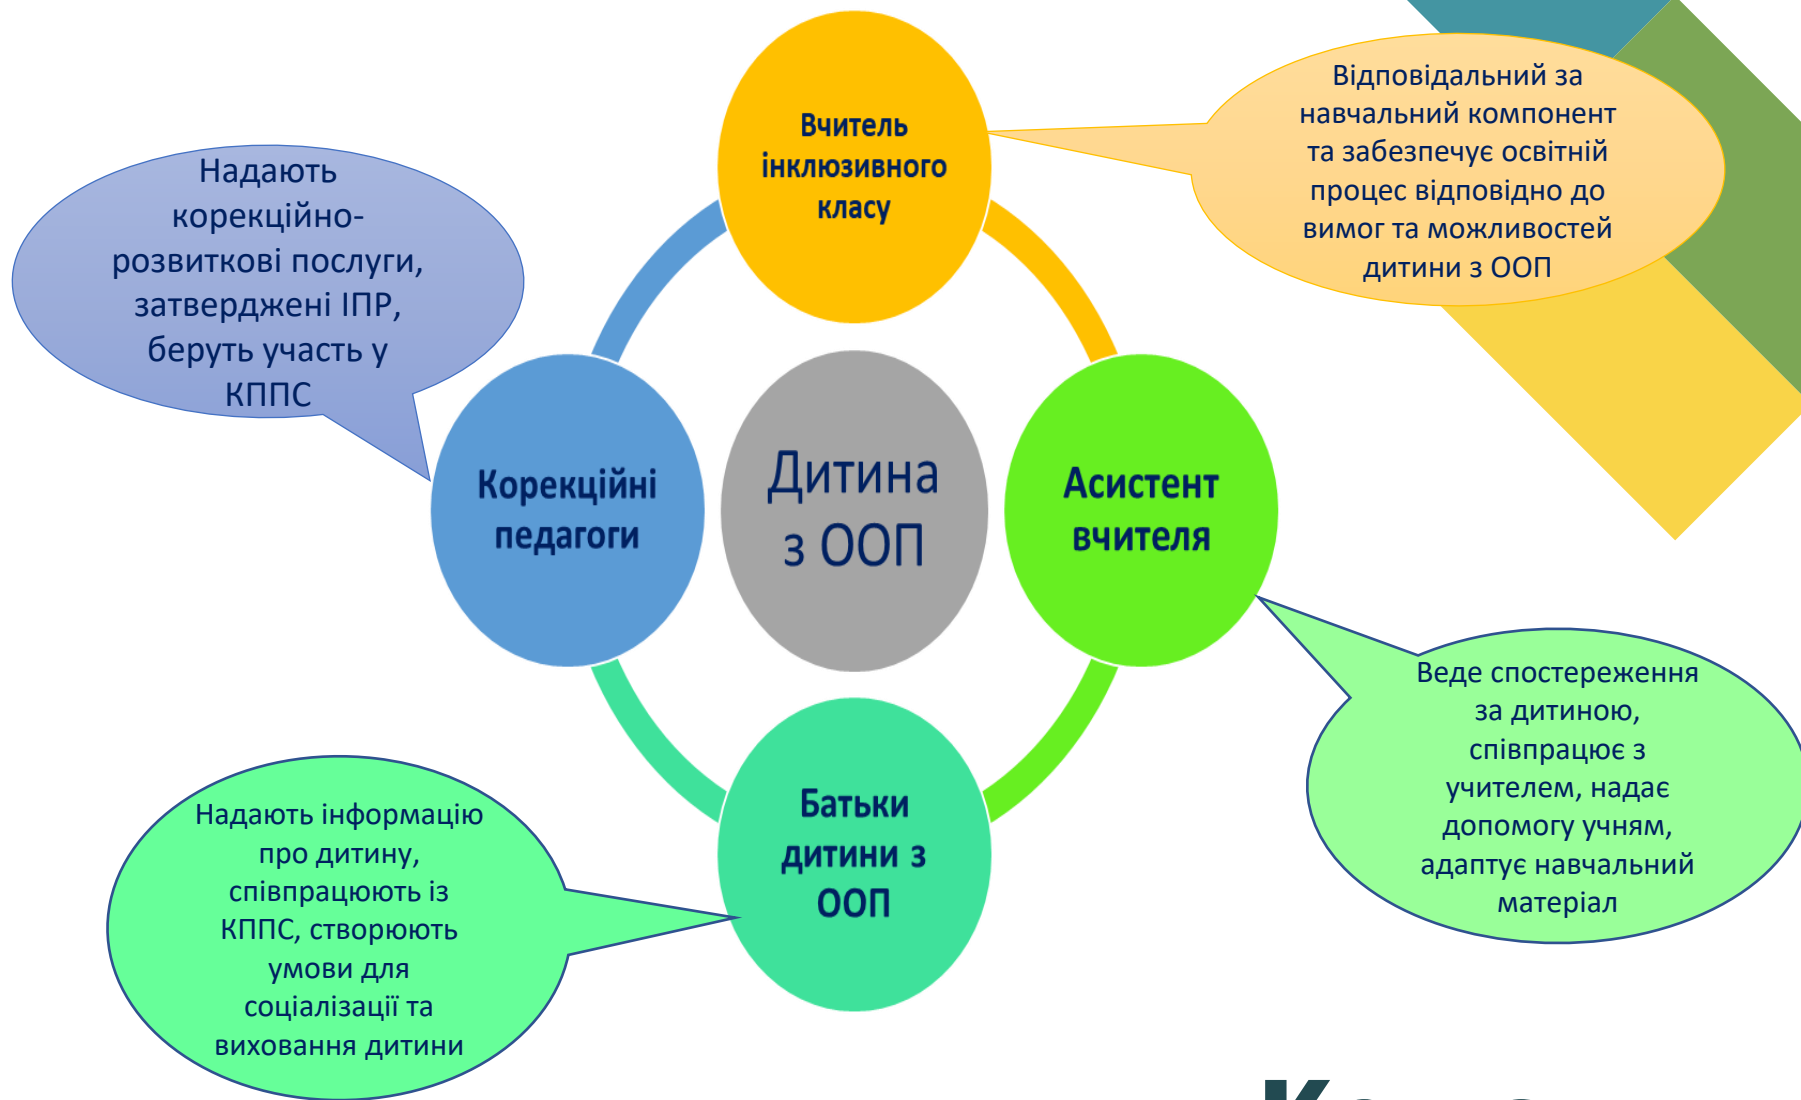 Вчитель
інклюзивного
класу
Відповідальний за
навчальний компонент
та забезпечує освітній
процес відповідно до
вимог та можливостей
дитини з ООП
Надають
корекційно-
розвиткові послуги,
затверджені ІПР,
беруть участь у
КППС
Корекційні
педагоги
Дитина
з ООП
Асистент
вчителя
Веде спостереження
за дитиною,
співпрацює з
учителем, надає
допомогу учням,
адаптує навчальний
матеріал
Батьки
дитини з
ООП
Надають інформацію
про дитину,
співпрацюють із
КППС, створюють
умови для
соціалізації та
виховання дитини